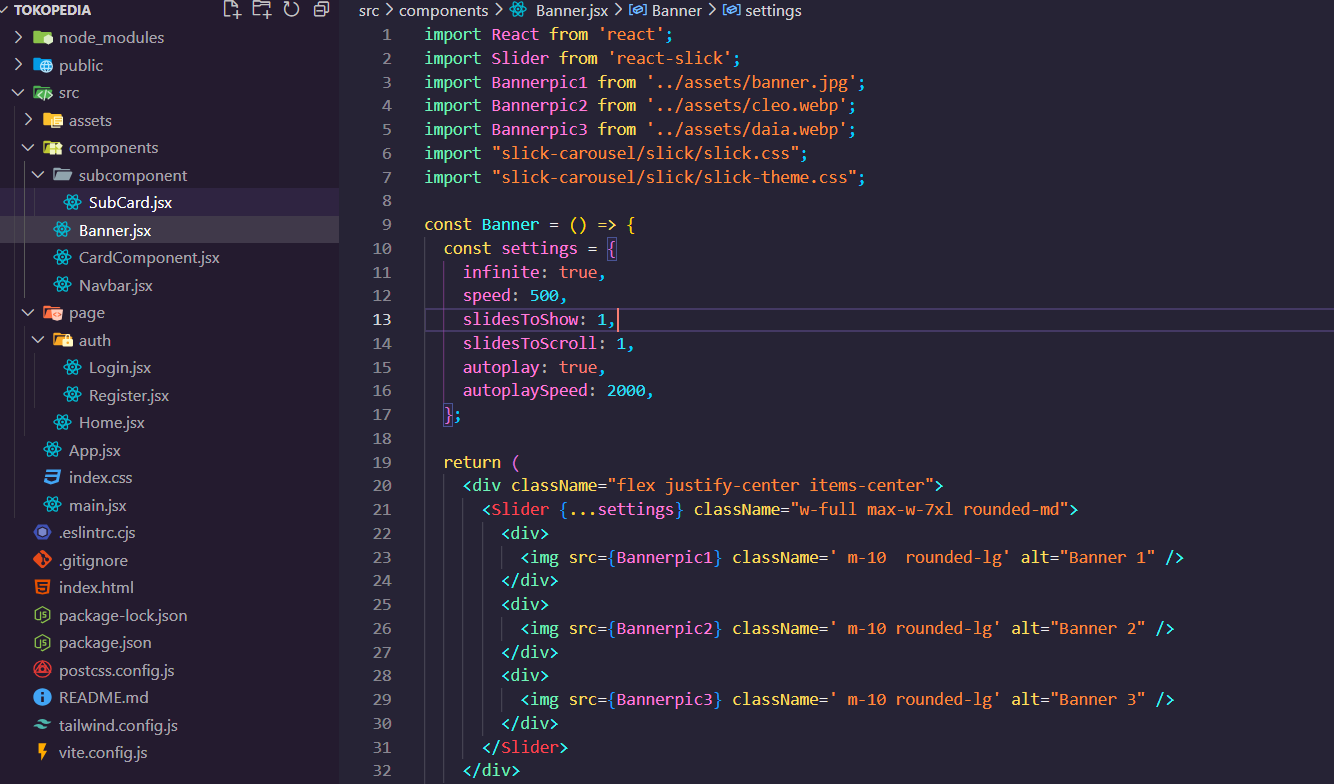 TOKOPEDIA
node_modules
public
src
assets
components
subcomponent
SubCard.jsx
Banner.jsx
CardComponent.jsx
Navbar.jsx
page
auth
Login.jsx
Register.jsx
Home.jsx
App.jsx
index.css
main.jsx
.eslintrc.cjs
.gitignore
index.html
package-lock.json
package.json
postcss.config.js
README.md
tailwind.config.js
vite.config.js
src > components > Banner.jsx > Banner > settings
1 import React from 'react';
2 import Slider from 'react-slick';
3 import Bannerpic1 from '../assets/banner.jpg';
4 import Bannerpic2 from '../assets/cleo.webp';
5 import Bannerpic3 from '../assets/daia.webp';
6 import "slick-carousel/slick/slick.css";
7 import "slick-carousel/slick/slick-theme.css";
8
9 const Banner = () => {
10   const settings = {
11     infinite: true,
12     speed: 500,
13     slidesToShow: 1,
14     slidesToScroll: 1,
15     autoplay: true,
16     autoplaySpeed: 2000,
17   };
18
19   return (
20     <div className="flex justify-center items-center">
21       <Slider {...settings} className="w-full max-w-7xl rounded-md">
22         <div>
23           <img src={Bannerpic1} className=' m-10  rounded-lg' alt="Banner 1" />
24         </div>
25         <div>
26           <img src={Bannerpic2} className=' m-10 rounded-lg' alt="Banner 2" />
27         </div>
28         <div>
29           <img src={Bannerpic3} className=' m-10 rounded-lg' alt="Banner 3" />
30         </div>
31       </Slider>
32     </div>